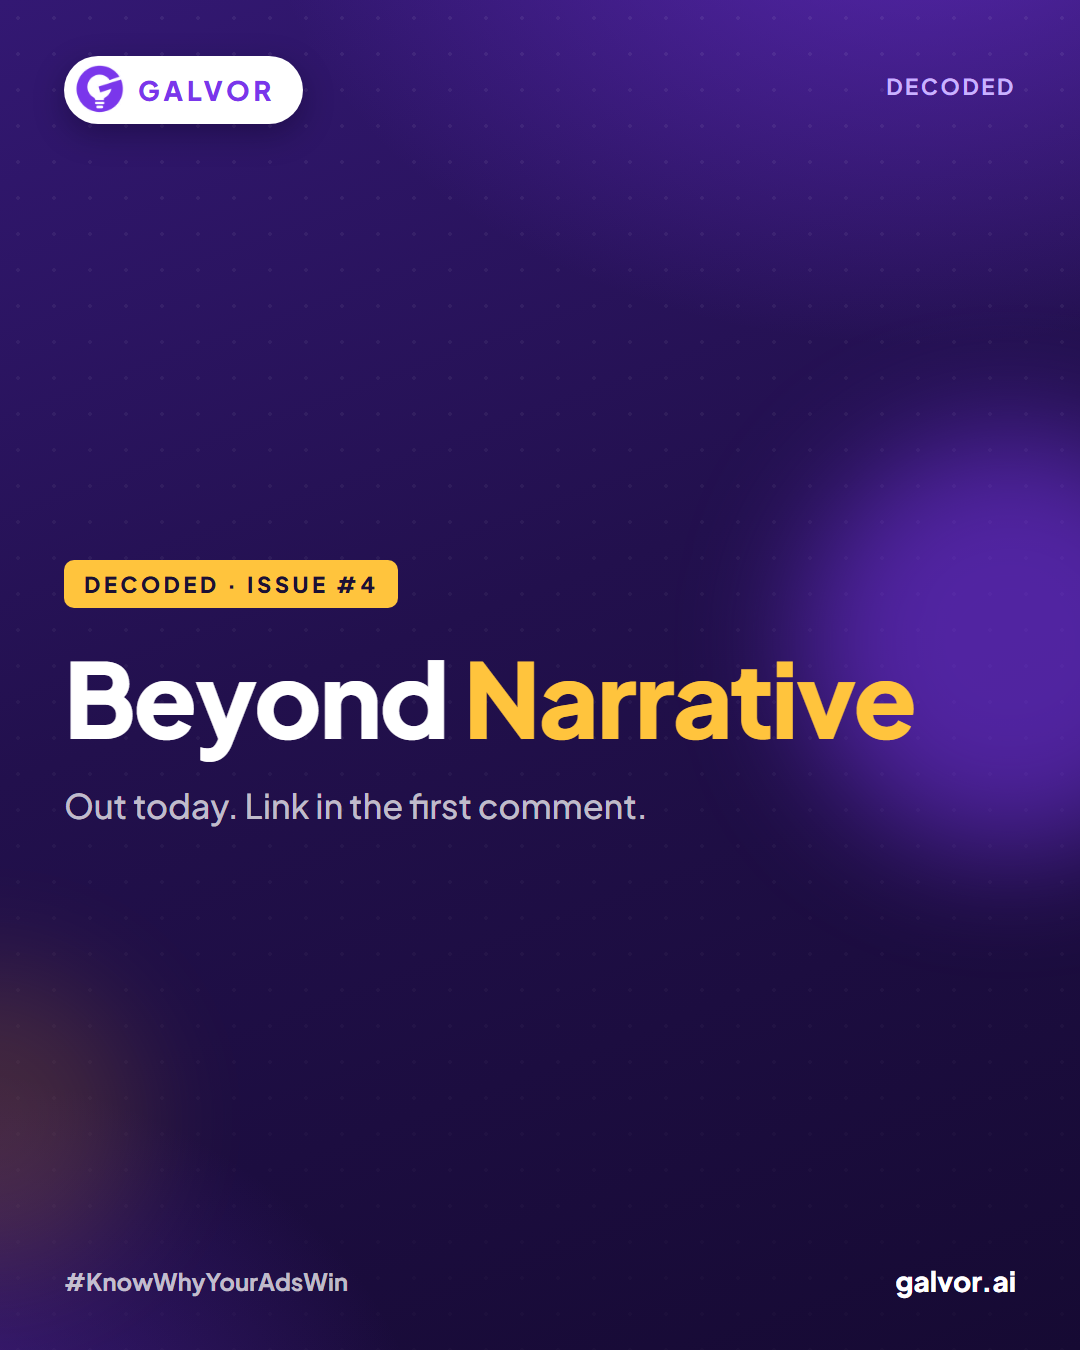 GALVOR
DECODED
DECODED · ISSUE #4
Beyond Narrative
Out today. Link in the first comment.
#KnowWhyYourAdsWin
galvor.ai